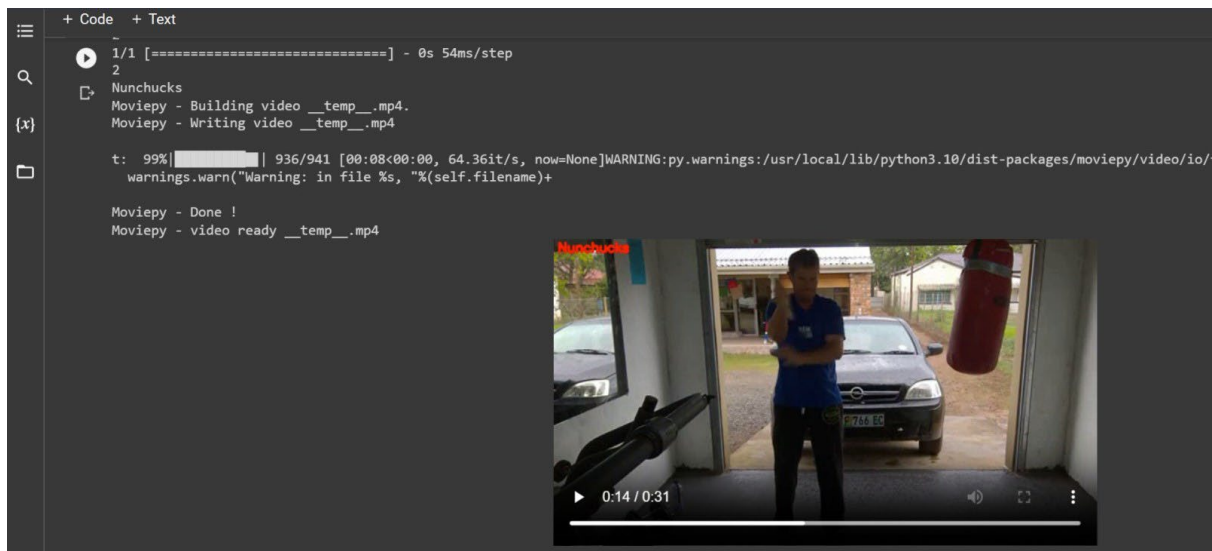 + Code + Text
1/1 [==============================] - 0s 54ms/step
2
Nunchucks
Moviepy - Building video __temp__.mp4.
Moviepy - Writing video __temp__.mp4
t: 99%| | 936/941 [00:08<00:00, 64.36it/s, now=None]WARNING:py.warnings:/usr/local/lib/python3.10/dist-packages/moviepy/video/io/
{x}
warnings.warn("Warning: in file %s, "%(self.filename)+
Moviepy - Done !
Moviepy - video ready __temp__.mp4
Nunchucks
766 EC
0:14 / 0:31